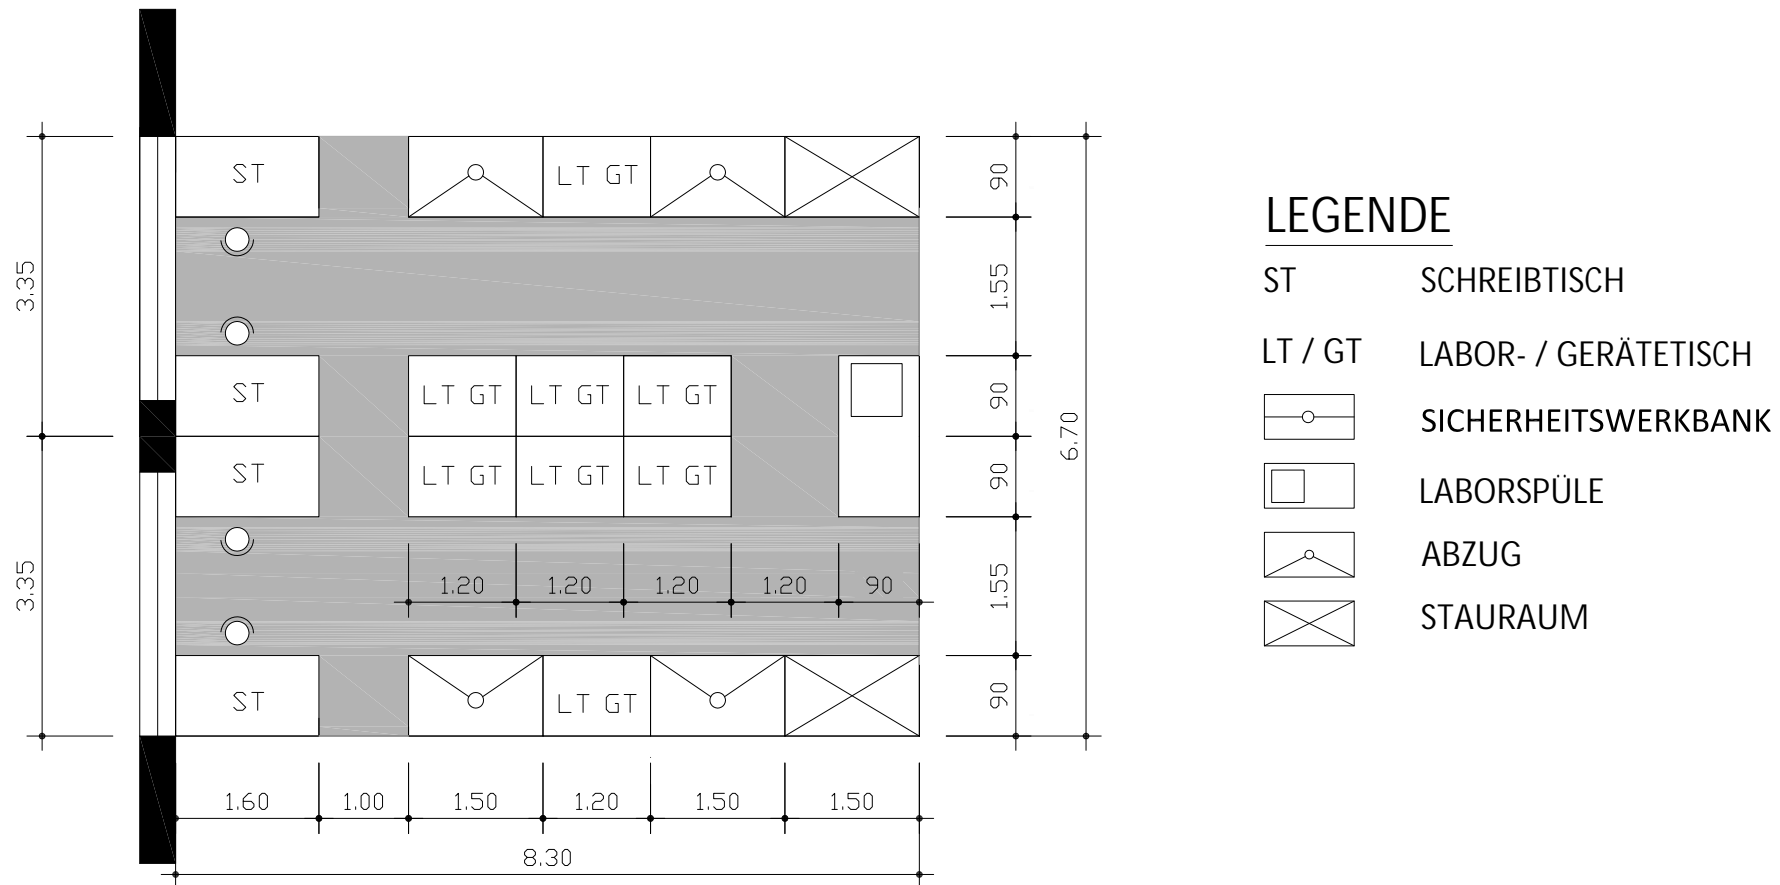 ST
LT GT
90
3.35
1.55
ST
LT GT
LT GT
LT GT
90
6.70
ST
LT GT
LT GT
LT GT
90
3.35
1.20
1.20
1.20
1.20
90
1.55
ST
LT GT
90
1.60
1.00
1.50
1.20
1.50
1.50
8.30
LEGENDE
ST SCHREIBTISCH
LT / GT LABOR- / GERÄTETISCH
SICHERHEITSWERKBANK
LABORSPÜLE
ABZUG
STAURAUM